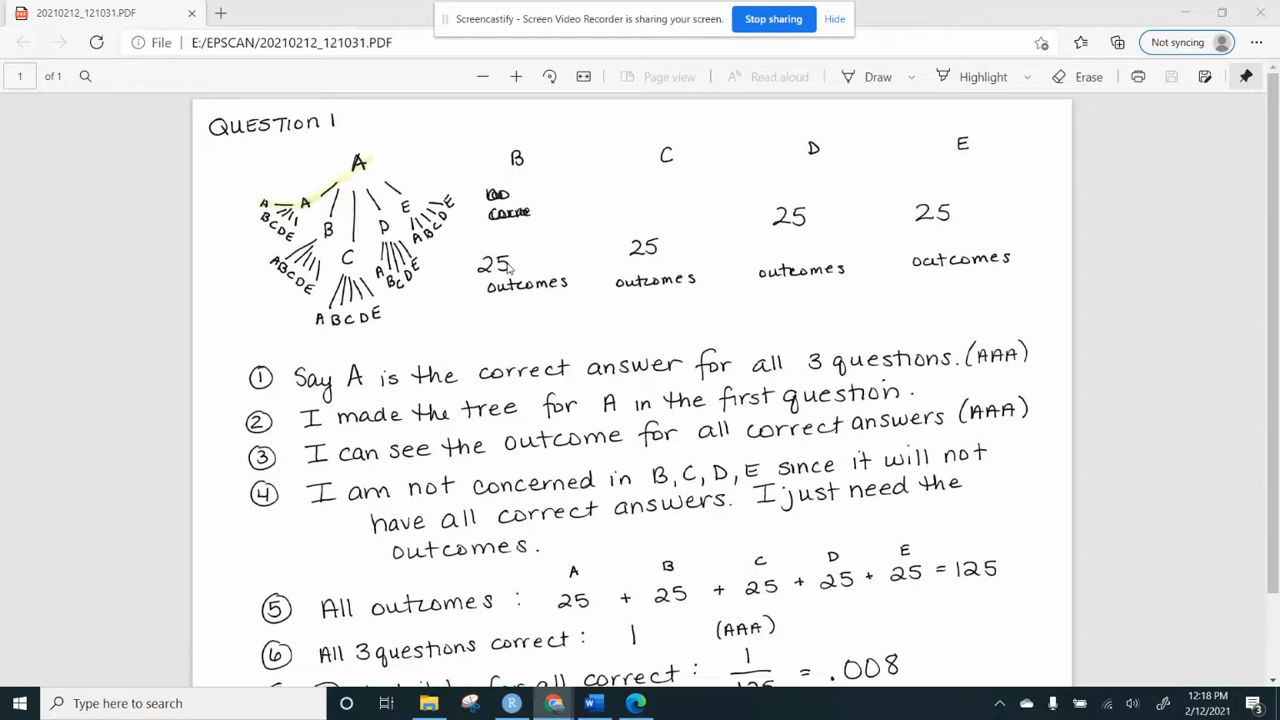 20210212_121031.PDF
Screencastify - Screen Video Recorder is sharing your screen.
Stop sharing
Hide
File
E:/EPSCAN/20210212_121031.PDF
Not syncing
1 of 1
Page view
Read aloud
Draw
Highlight
Erase
QUESTION 1
A B C D E
A B C D E
A B C D E
A B C D E
A B C D E
A B C D E
A B C D E
25 25 25 25
outcomes outcomes outcomes outcomes
① Say A is the correct answer for all 3 questions. (AAA)
② I made the tree for A in the first question.
③ I can see the outcome for all correct answers (AAA)
④ I am not concerned in B, C, D, E since it will not
have all correct answers. I just need the
outcomes.
A B C D E
⑤ All outcomes : 25 + 25 + 25 + 25 + 25 = 125
⑥ All 3 questions correct : 1 (AAA)
for all correct : 1 = .008
Type here to search
12:18 PM
2/12/2021
3